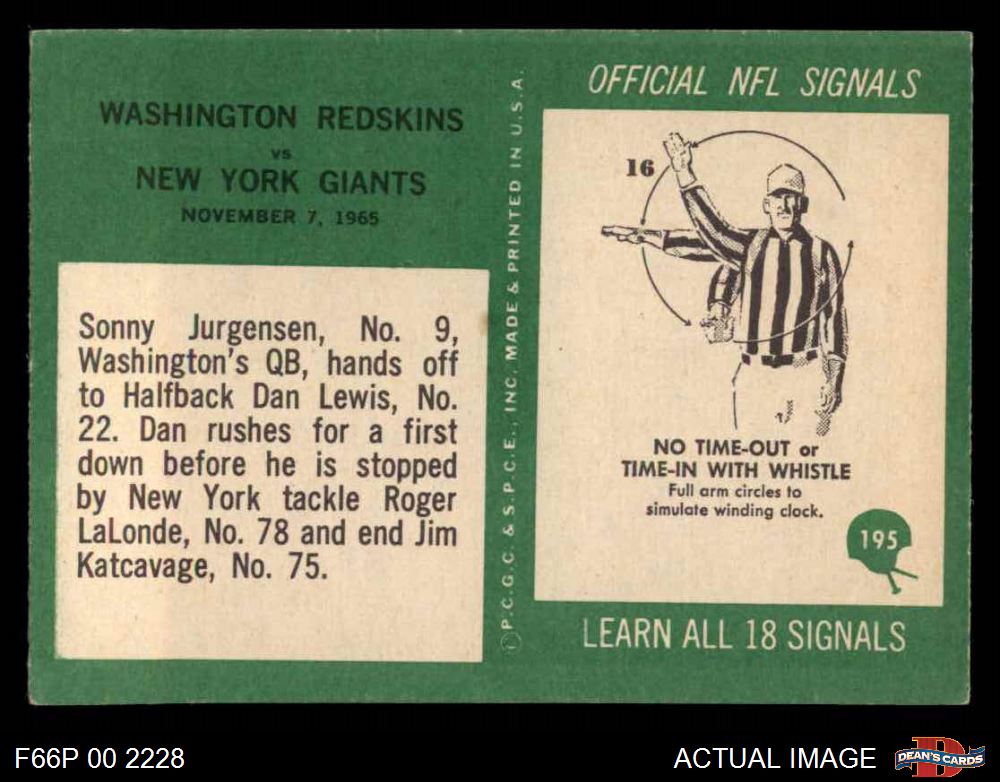 WASHINGTON REDSKINS
VS
NEW YORK GIANTS
NOVEMBER 7, 1965
Sonny Jurgensen, No. 9,
Washington's QB, hands off
to Halfback Dan Lewis, No.
22. Dan rushes for a first
down before he is stopped
by New York tackle Roger
LaLonde, No. 78 and end Jim
Katcavage, No. 75.
©P.C.G.C. & S.P.C.E., INC. MADE & PRINTED IN U.S.A.
OFFICIAL NFL SIGNALS
16
NO TIME-OUT or
TIME-IN WITH WHISTLE
Full arm circles to
simulate winding clock.
195
LEARN ALL 18 SIGNALS
F66P 00 2228
ACTUAL IMAGE
D
DEAN'S CARDS